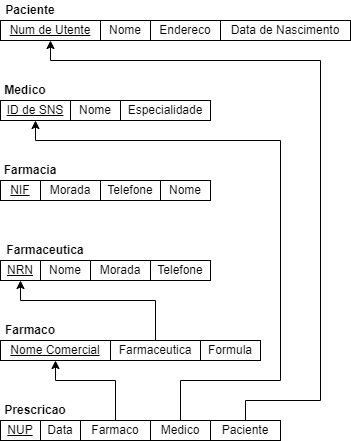 Paciente
Num de Utente Nome Endereco Data de Nascimento
Medico
ID de SNS Nome Especialidade
Farmacia
NIF Morada Telefone Nome
Farmaceutica
NRN Nome Morada Telefone
Farmaco
Nome Comercial Farmaceutica Formula
Prescricao
NUP Data Farmaco Medico Paciente